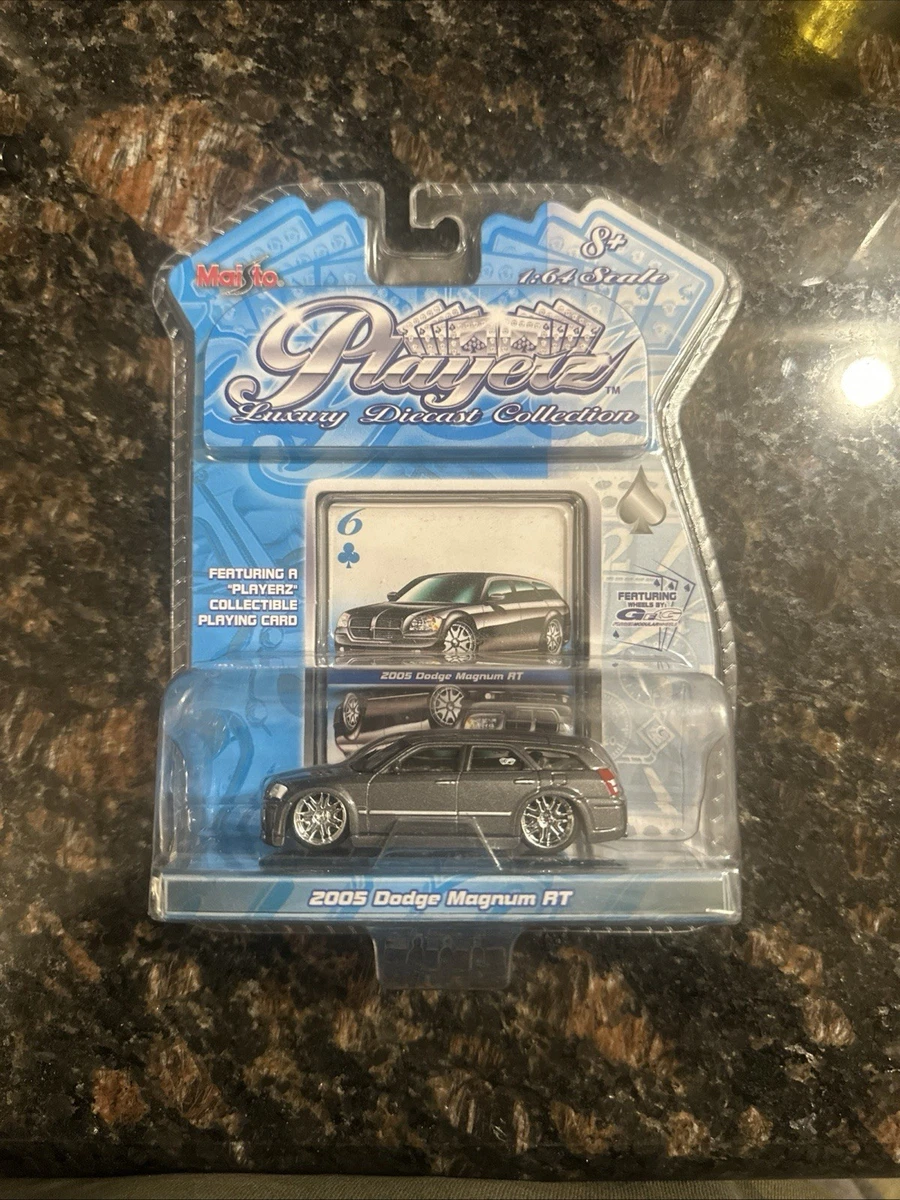 Maisto
8+
1:64 Scale
Playerz™
Luxury Diecast Collection
6
FEATURING A
"PLAYERZ"
COLLECTIBLE
PLAYING CARD
FEATURING
WHEELS BY:
2005 Dodge Magnum RT
2005 Dodge Magnum RT